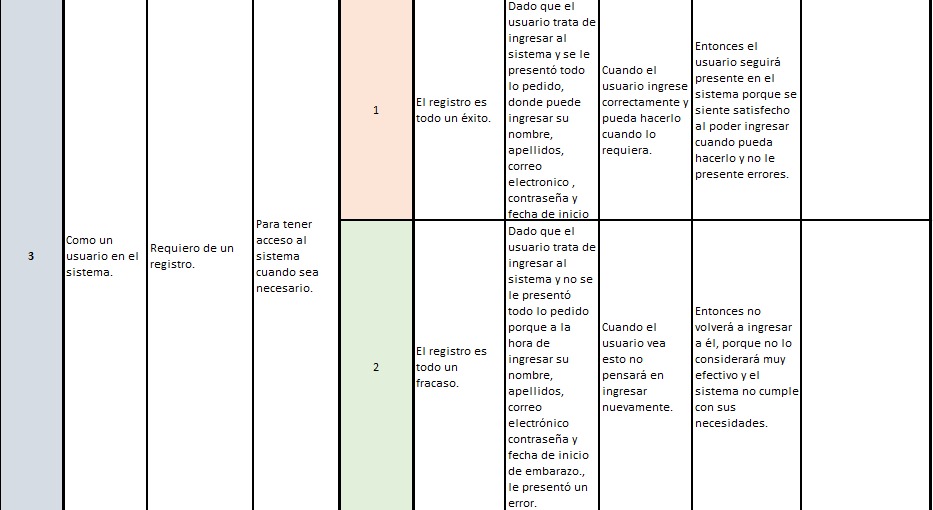 3
Como un
usuario en el
sistema.
Requiero de un
registro.
Para tener
acceso al
sistema
cuando sea
necesario.
1
El registro es
todo un éxito.
Dado que el
usuario trata de
ingresar al
sistema y se le
presentó todo
lo pedido,
donde puede
ingresar su
nombre,
apellidos,
correo
electronico ,
contraseña y
fecha de inicio
Cuando el
usuario ingrese
correctamente y
pueda hacerlo
cuando lo
requiera.
Entonces el
usuario seguirá
presente en el
sistema porque se
siente satisfecho
al poder ingresar
cuando pueda
hacerlo y no le
presente errores.
2
El registro es
todo un
fracaso.
Dado que el
usuario trata de
ingresar al
sistema y no se
le presentó
todo lo pedido
porque a la
hora de
ingresar su
nombre,
apellidos,
correo
electrónico
contraseña y
fecha de inicio
de embarazo.,
le presentó un
error.
Cuando el
usuario vea
esto no
pensará en
ingresar
nuevamente.
Entonces no
volverá a ingresar
a él, porque no lo
considerará muy
efectivo y el
sistema no cumple
con sus
necesidades.